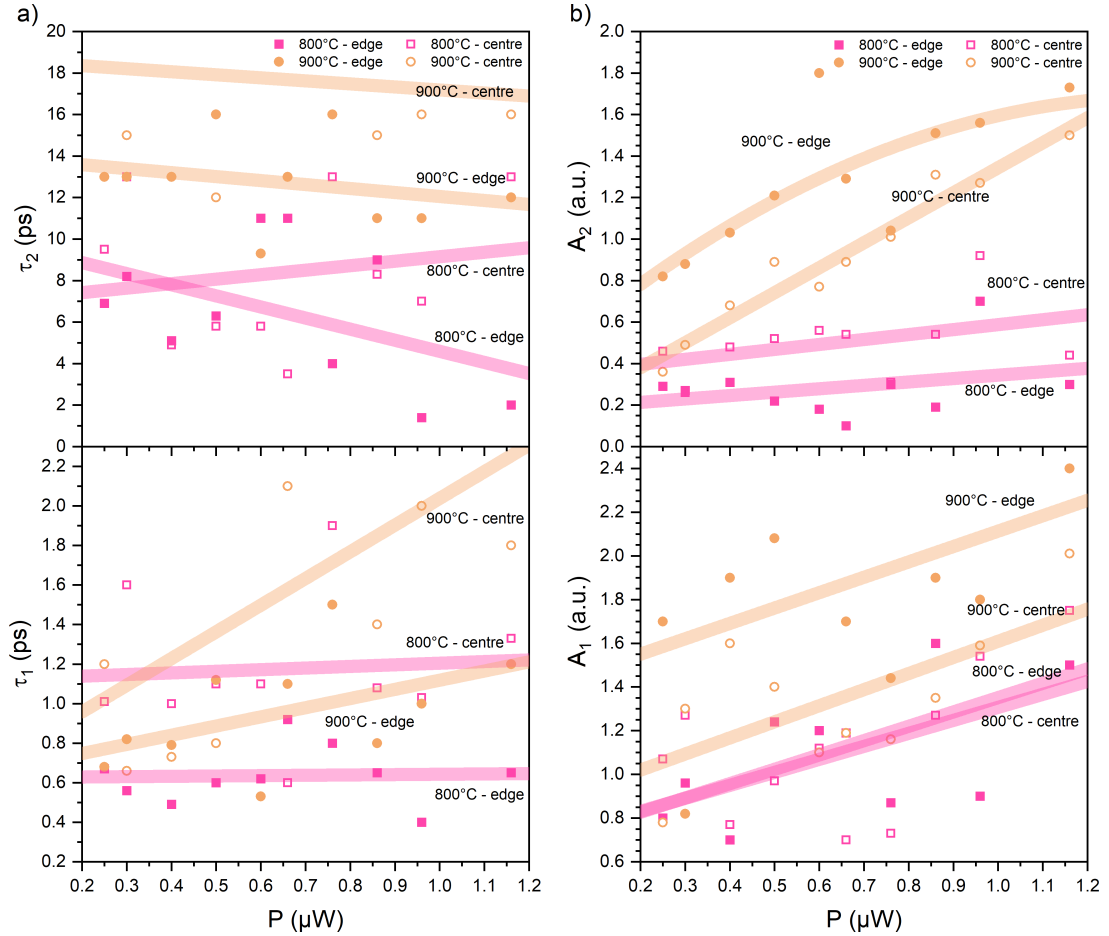 a)
20
18
16
14
12
10
8
6
4
2
0
τ2 (ps)
800°C - edge
800°C - centre
900°C - edge
900°C - centre
900°C - centre
900°C - edge
800°C - centre
800°C - edge
2.2
2.0
1.8
1.6
1.4
1.2
1.0
0.8
0.6
0.4
0.2
τ1 (ps)
900°C - centre
800°C - centre
900°C - edge
800°C - edge
0.2 0.3 0.4 0.5 0.6 0.7 0.8 0.9 1.0 1.1 1.2
P (μW)
b)
2.0
1.8
1.6
1.4
1.2
1.0
0.8
0.6
0.4
0.2
0.0
A2 (a.u.)
800°C - edge
800°C - centre
900°C - edge
900°C - centre
900°C - edge
900°C - centre
800°C - centre
800°C - edge
2.4
2.2
2.0
1.8
1.6
1.4
1.2
1.0
0.8
0.6
A1 (a.u.)
900°C - edge
900°C - centre
800°C - edge
800°C - centre
0.2 0.3 0.4 0.5 0.6 0.7 0.8 0.9 1.0 1.1 1.2
P (μW)